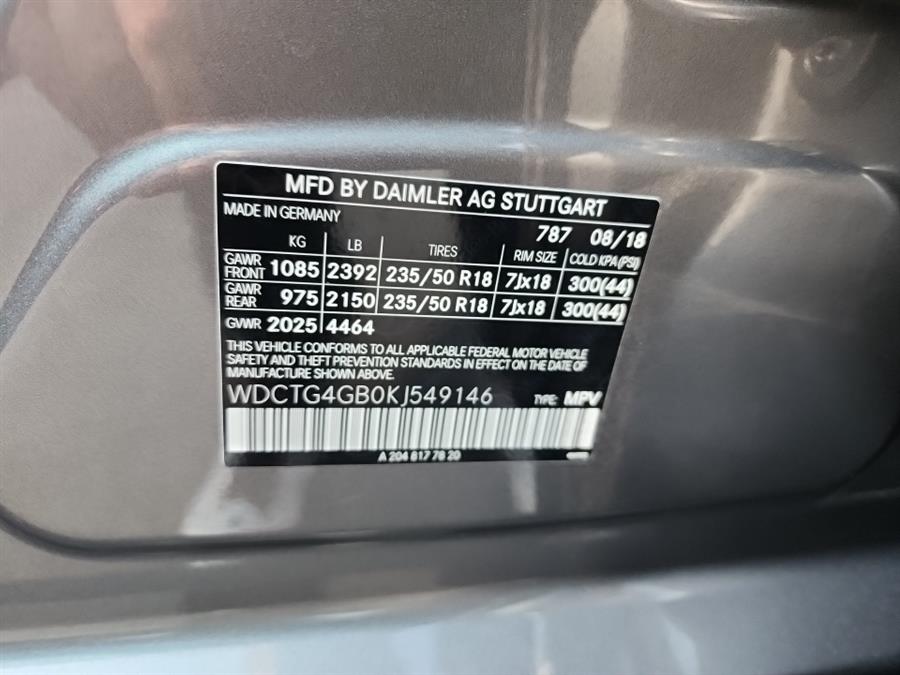 MFD BY DAIMLER AG STUTTGART
MADE IN GERMANY 787 08/18
KG LB TIRES RIM SIZE COLD KPA (PSI)
GAWR FRONT 1085 2392 235/50 R18 7Jx18 300(44)
GAWR REAR 975 2150 235/50 R18 7Jx18 300(44)
GVWR 2025 4464
THIS VEHICLE CONFORMS TO ALL APPLICABLE FEDERAL MOTOR VEHICLE
SAFETY AND THEFT PREVENTION STANDARDS IN EFFECT ON THE DATE OF
MANUFACTURE SHOWN ABOVE.
WDCTG4GB0KJ549146 TYPE: MPV
A 204 817 78 20